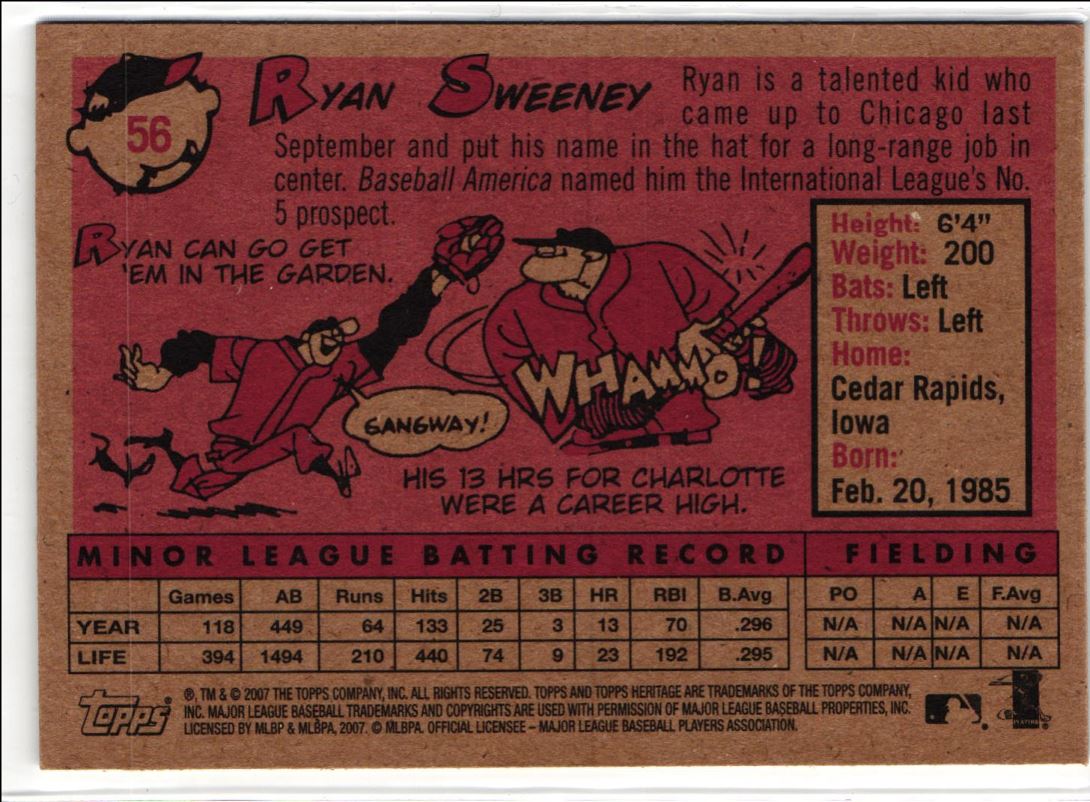 56
RYAN SWEENEY
Ryan is a talented kid who
came up to Chicago last
September and put his name in the hat for a long-range job in
center. Baseball America named him the International League's No.
5 prospect.
RYAN CAN GO GET
'EM IN THE GARDEN.
GANGWAY!
WHAMMO!
HIS 13 HRS FOR CHARLOTTE
WERE A CAREER HIGH.
Height: 6'4"
Weight: 200
Bats: Left
Throws: Left
Home:
Cedar Rapids,
Iowa
Born:
Feb. 20, 1985
MINOR LEAGUE BATTING RECORD FIELDING
Games AB Runs Hits 2B 3B HR RBI B.Avg PO A E F.Avg
YEAR 118 449 64 133 25 3 13 70 .296 N/A N/A N/A N/A
LIFE 394 1494 210 440 74 9 23 192 .295 N/A N/A N/A N/A
Topps
®, TM & © 2007 THE TOPPS COMPANY, INC. ALL RIGHTS RESERVED. TOPPS AND TOPPS HERITAGE ARE TRADEMARKS OF THE TOPPS COMPANY,
INC. MAJOR LEAGUE BASEBALL TRADEMARKS AND COPYRIGHTS ARE USED WITH PERMISSION OF MAJOR LEAGUE BASEBALL PROPERTIES, INC.
LICENSED BY MLBP & MLBPA, 2007. © MLBPA. OFFICIAL LICENSEE – MAJOR LEAGUE BASEBALL PLAYERS ASSOCIATION.